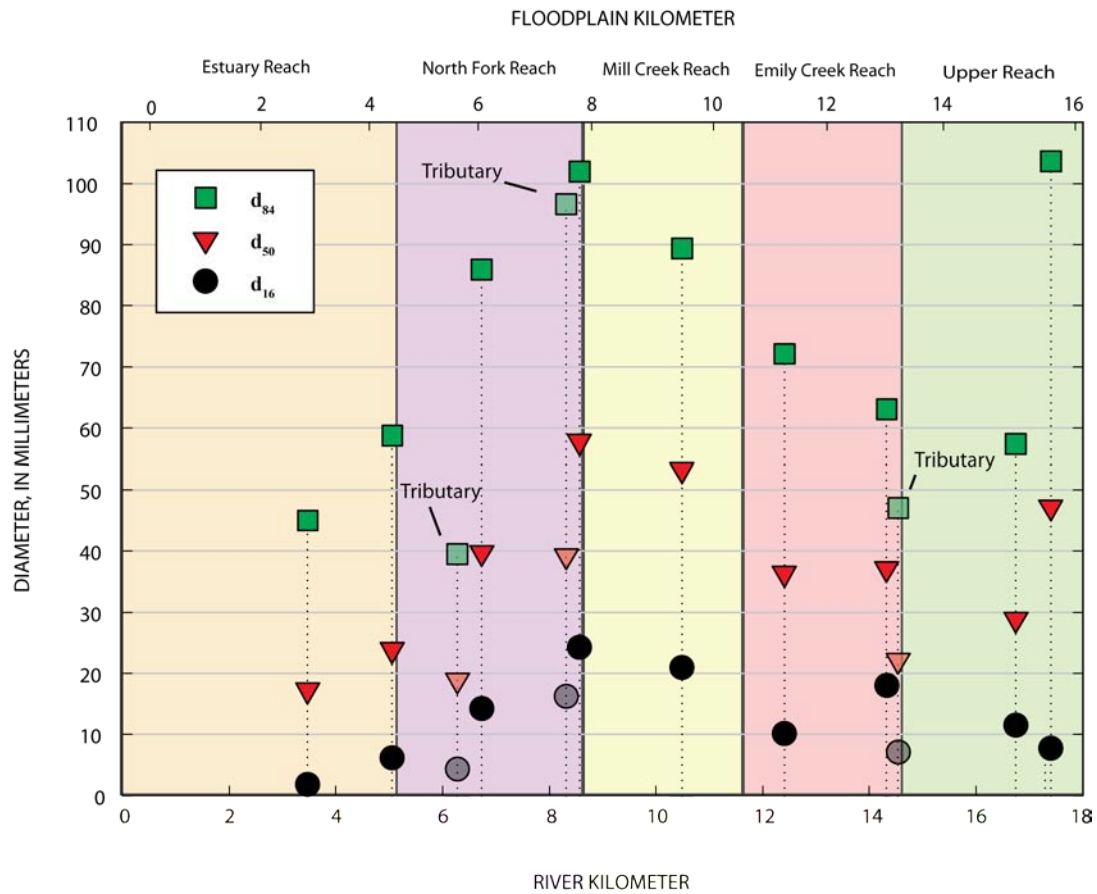 FLOODPLAIN KILOMETER
Estuary Reach North Fork Reach Mill Creek Reach Emily Creek Reach Upper Reach
0 2 4 6 8 10 12 14 16
110
100
90
80
70
60
50
40
30
20
10
0
d84
d50
d16
Tributary
Tributary
Tributary
DIAMETER, IN MILLIMETERS
0 2 4 6 8 10 12 14 16 18
RIVER KILOMETER